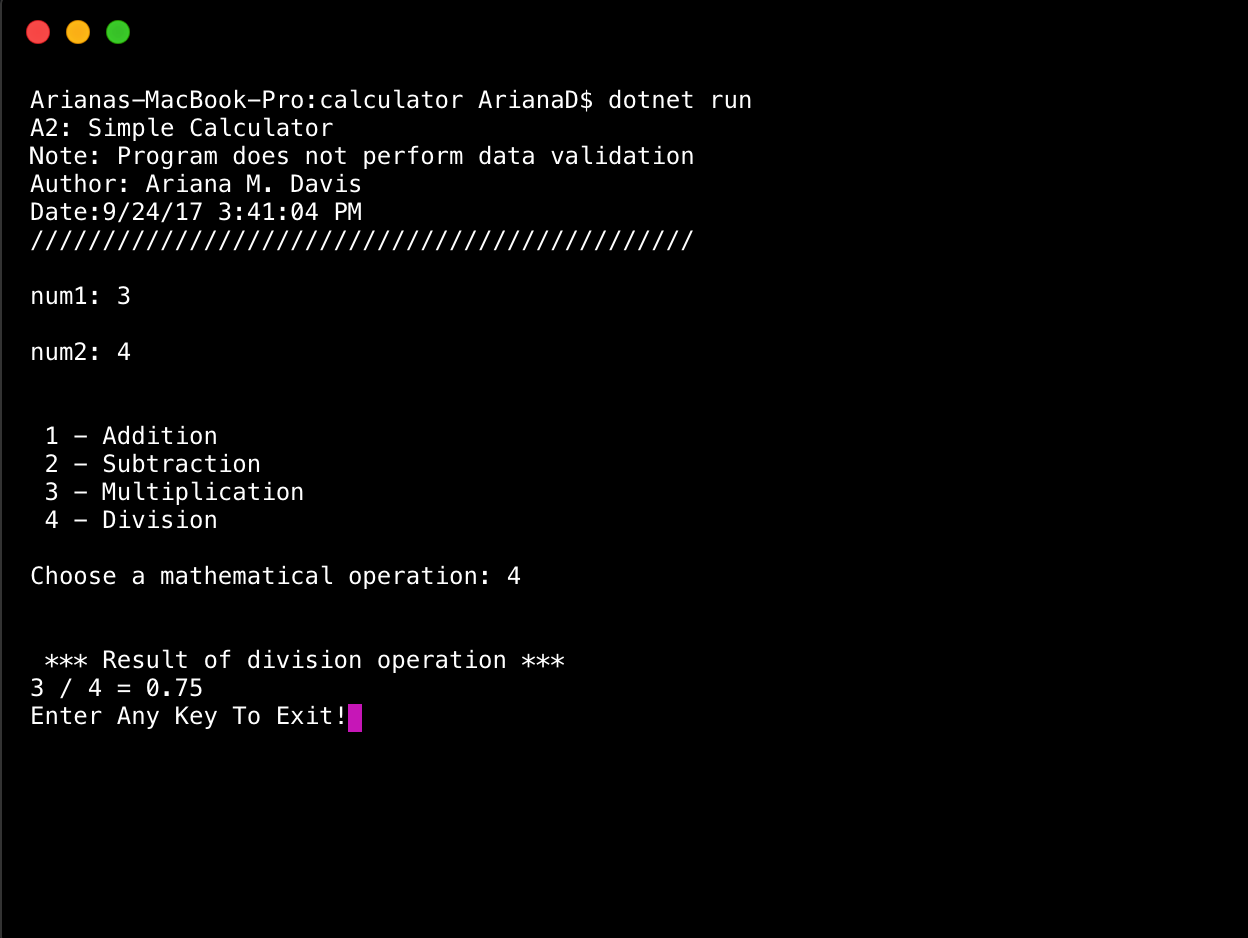 Arianas-MacBook-Pro:calculator ArianaD$ dotnet run
A2: Simple Calculator
Note: Program does not perform data validation
Author: Ariana M. Davis
Date:9/24/17 3:41:04 PM
//////////////////////////////////////////////
num1: 3
num2: 4
1 - Addition
2 - Subtraction
3 - Multiplication
4 - Division
Choose a mathematical operation: 4
*** Result of division operation ***
3 / 4 = 0.75
Enter Any Key To Exit!